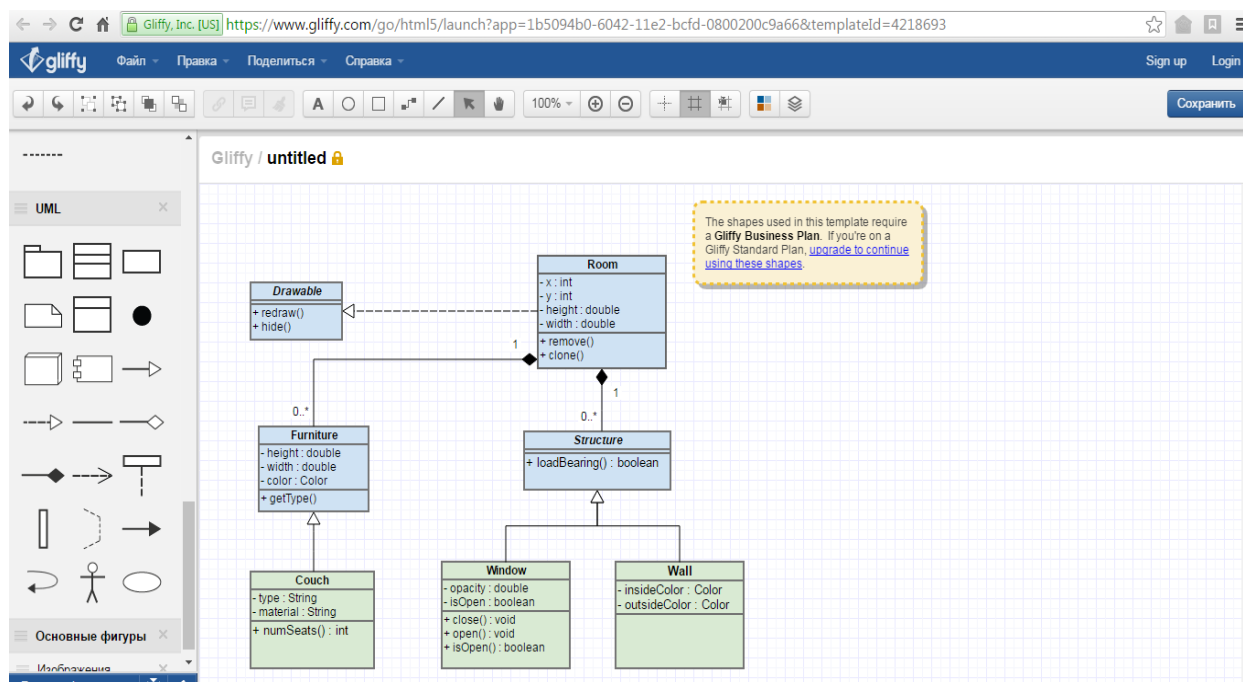 Gliffy, Inc. [US] https://www.gliffy.com/go/html5/launch?app=1b5094b0-6042-11e2-bcfd-0800200c9a66&templateId=4218693
gliffy Файл Правка Поделиться Справка Sign up Login
A 100% Сохранить
Gliffy / untitled
UML
Основные фигуры
Изображения
The shapes used in this template require
a Gliffy Business Plan. If you're on a
Gliffy Standard Plan, upgrade to continue
using these shapes.
Room
- x : int
- y : int
- height : double
- width : double
+ remove()
+ clone()
Drawable
+ redraw()
+ hide()
1
0..*
1
0..*
Furniture
- height : double
- width : double
- color : Color
+ getType()
Structure
+ loadBearing() : boolean
Couch
- type : String
- material : String
+ numSeats() : int
Window
- opacity : double
- isOpen : boolean
+ close() : void
+ open() : void
+ isOpen() : boolean
Wall
- insideColor : Color
- outsideColor : Color